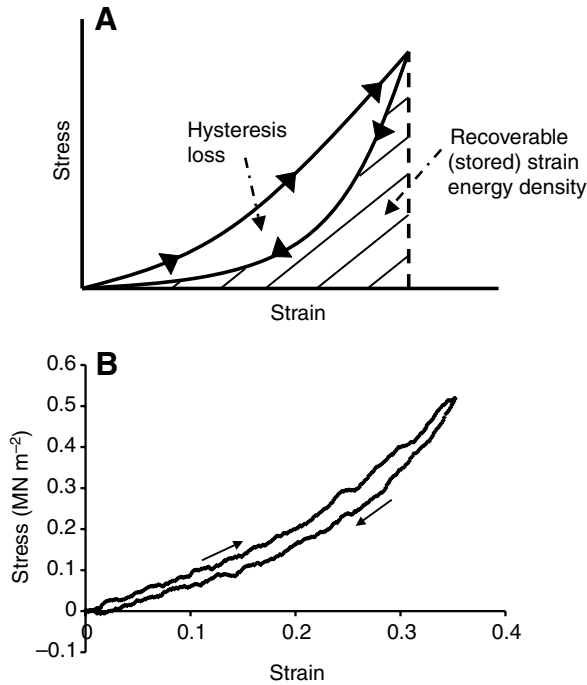 A
Stress
Hysteresis
loss
Recoverable
(stored) strain
energy density
Strain
B
Stress (MN m⁻²)
0.6
0.5
0.4
0.3
0.2
0.1
0
–0.1
0
0.1
0.2
0.3
0.4
Strain